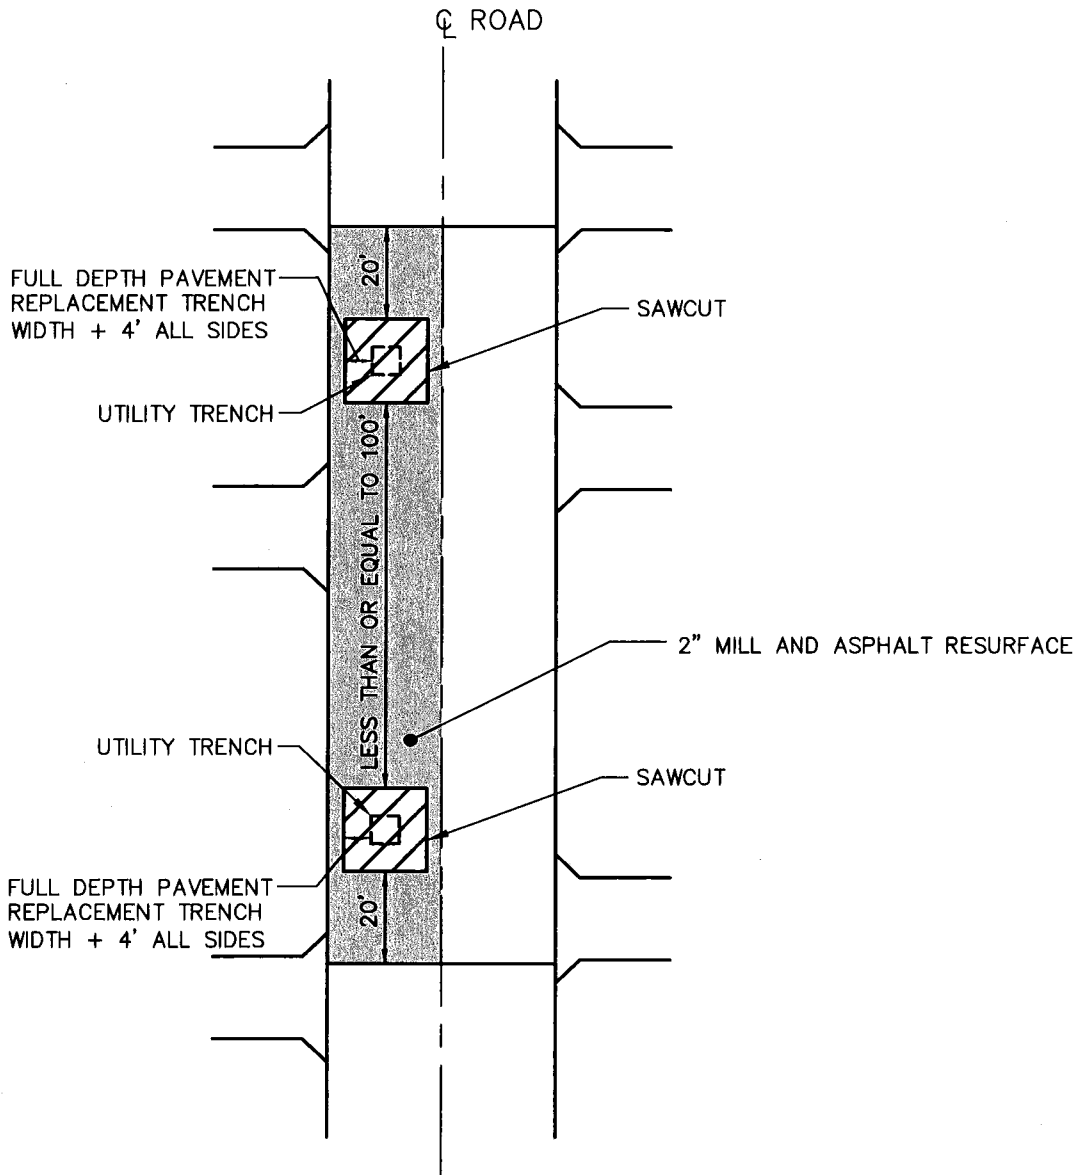 ℄ ROAD
20'
FULL DEPTH PAVEMENT
REPLACEMENT TRENCH
WIDTH + 4' ALL SIDES
SAWCUT
UTILITY TRENCH
LESS THAN OR EQUAL TO 100'
2" MILL AND ASPHALT RESURFACE
UTILITY TRENCH
SAWCUT
FULL DEPTH PAVEMENT
REPLACEMENT TRENCH
WIDTH + 4' ALL SIDES
20'